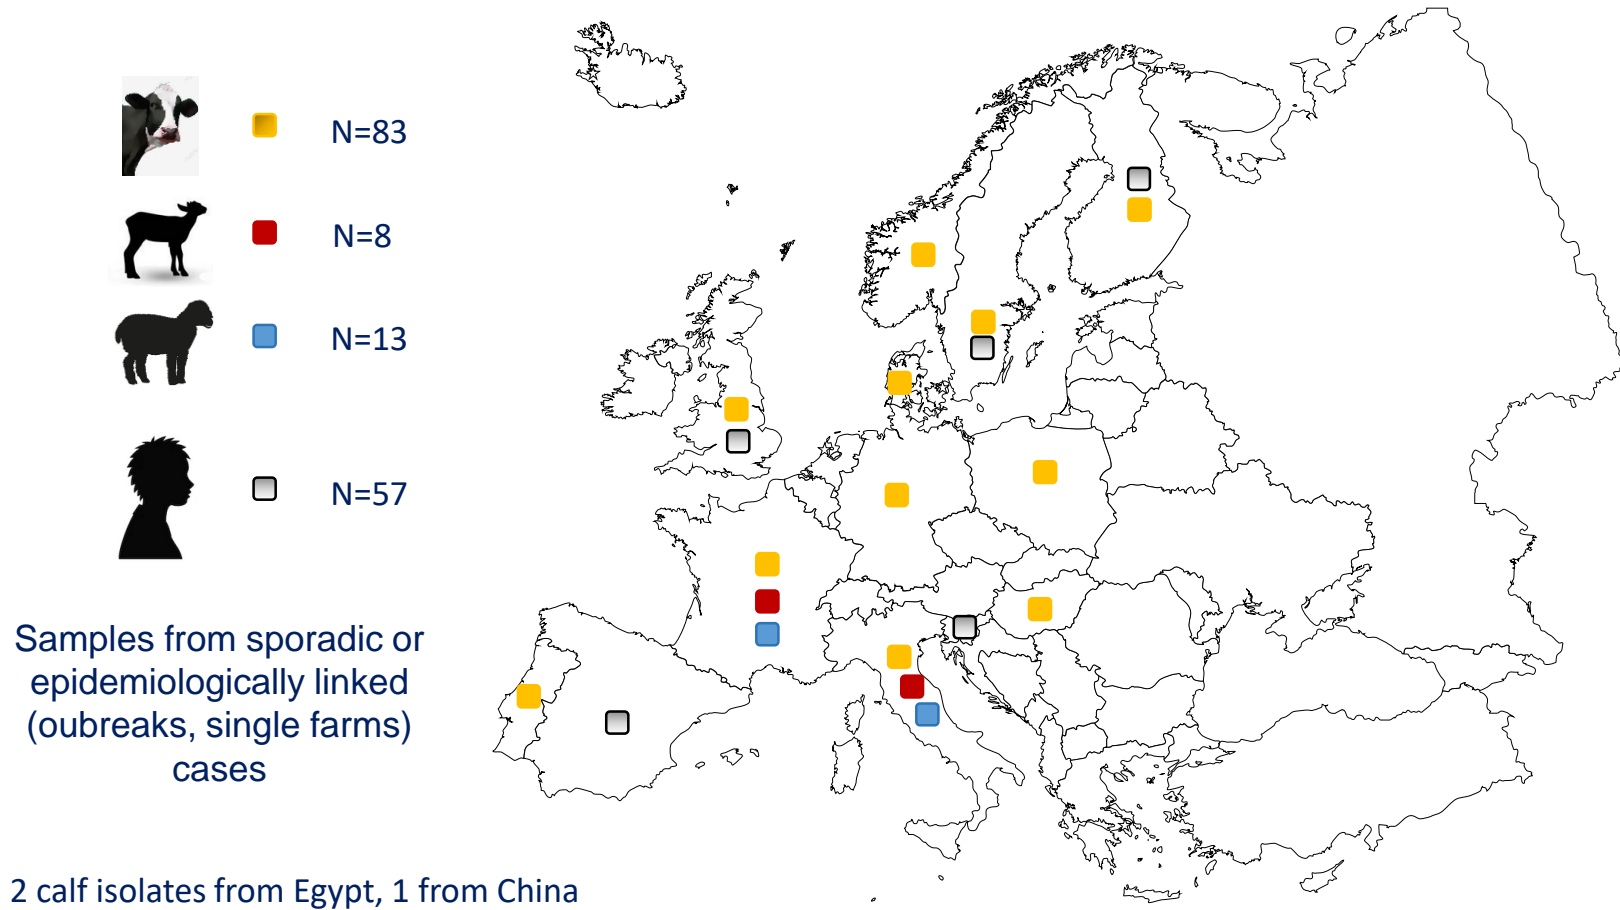 N=83
N=8
N=13
N=57
Samples from sporadic or
epidemiologically linked
(oubreaks, single farms)
cases
2 calf isolates from Egypt, 1 from China